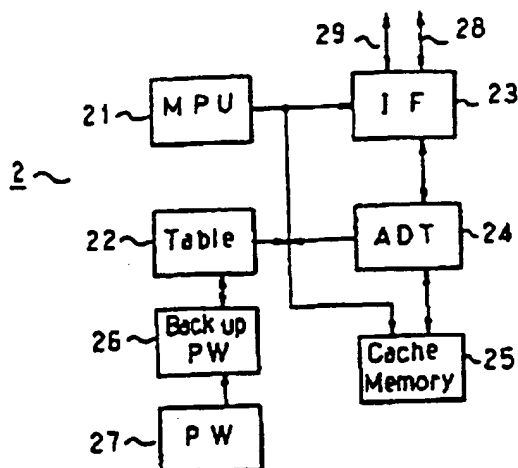 29 28
21 MPU IF 23
2
22 Table ADT 24
26 Back up
PW
Cache
Memory 25
27 PW